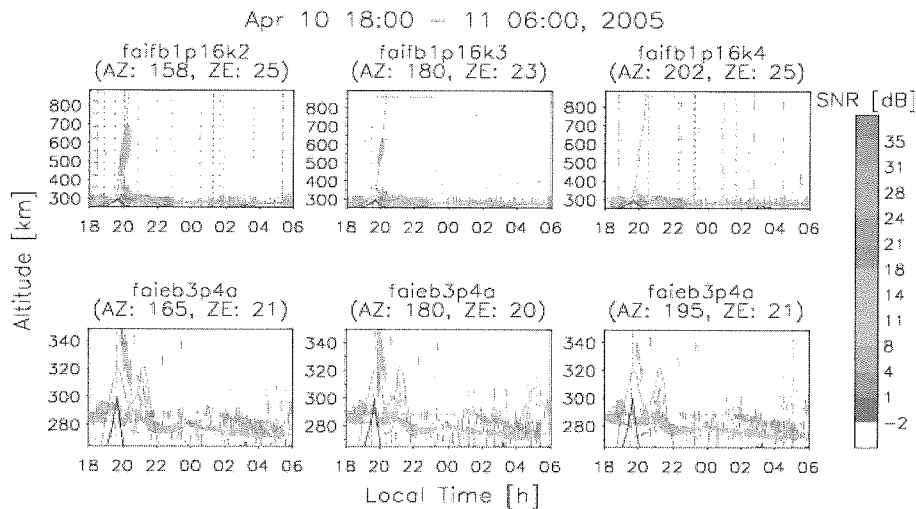 Apr 10 18:00 – 11 06:00, 2005
faifb1p16k2
(AZ: 158, ZE: 25)
faifb1p16k3
(AZ: 180, ZE: 23)
faifb1p16k4
(AZ: 202, ZE: 25)
SNR [dB]
800
700
600
500
400
300
18 20 22 00 02 04 06
800
700
600
500
400
300
18 20 22 00 02 04 06
800
700
600
500
400
300
18 20 22 00 02 04 06
Altitude [km]
faieb3p4a
(AZ: 165, ZE: 21)
faieb3p4a
(AZ: 180, ZE: 20)
faieb3p4a
(AZ: 195, ZE: 21)
340
320
300
280
18 20 22 00 02 04 06
340
320
300
280
18 20 22 00 02 04 06
340
320
300
280
18 20 22 00 02 04 06
35
31
28
24
21
18
14
11
8
4
1
-2
Local Time [h]